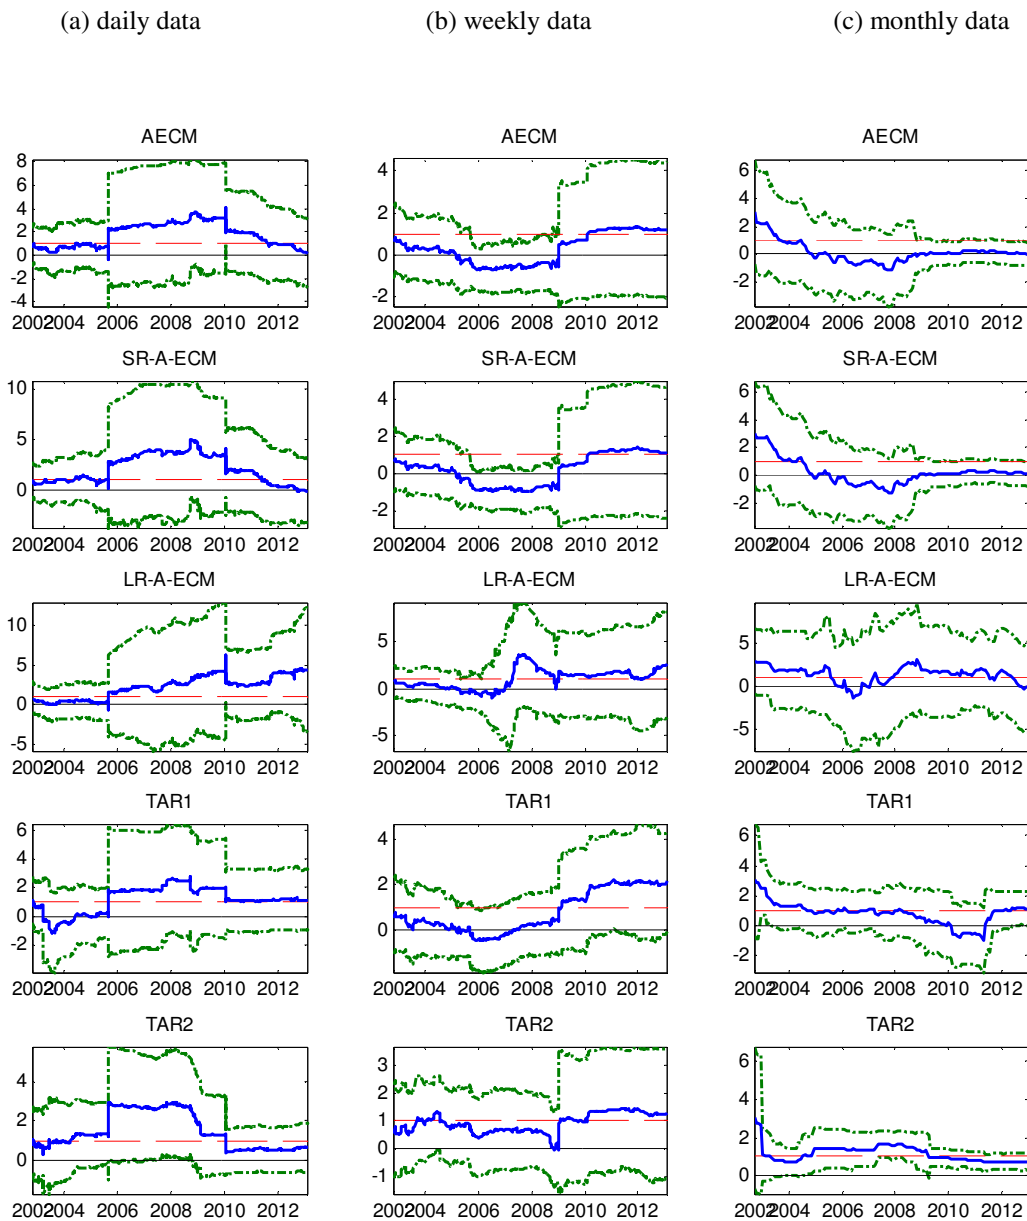 (a) daily data (b) weekly data (c) monthly data
AECM AECM AECM
8 6 4 2 0 -2 -4
4 2 0 -2
6 4 2 0 -2
2002 2004 2006 2008 2010 2012
2002 2004 2006 2008 2010 2012
2002 2004 2006 2008 2010 2012
SR-A-ECM SR-A-ECM SR-A-ECM
10 5 0
4 2 0 -2
6 4 2 0 -2
2002 2004 2006 2008 2010 2012
2002 2004 2006 2008 2010 2012
2002 2004 2006 2008 2010 2012
LR-A-ECM LR-A-ECM LR-A-ECM
10 5 0 -5
5 0 -5
5 0 -5
2002 2004 2006 2008 2010 2012
2002 2004 2006 2008 2010 2012
2002 2004 2006 2008 2010 2012
TAR1 TAR1 TAR1
6 4 2 0 -2
4 2 0
6 4 2 0 -2
2002 2004 2006 2008 2010 2012
2002 2004 2006 2008 2010 2012
2002 2004 2006 2008 2010 2012
TAR2 TAR2 TAR2
4 2 0
3 2 1 0 -1
6 4 2 0
2002 2004 2006 2008 2010 2012
2002 2004 2006 2008 2010 2012
2002 2004 2006 2008 2010 2012